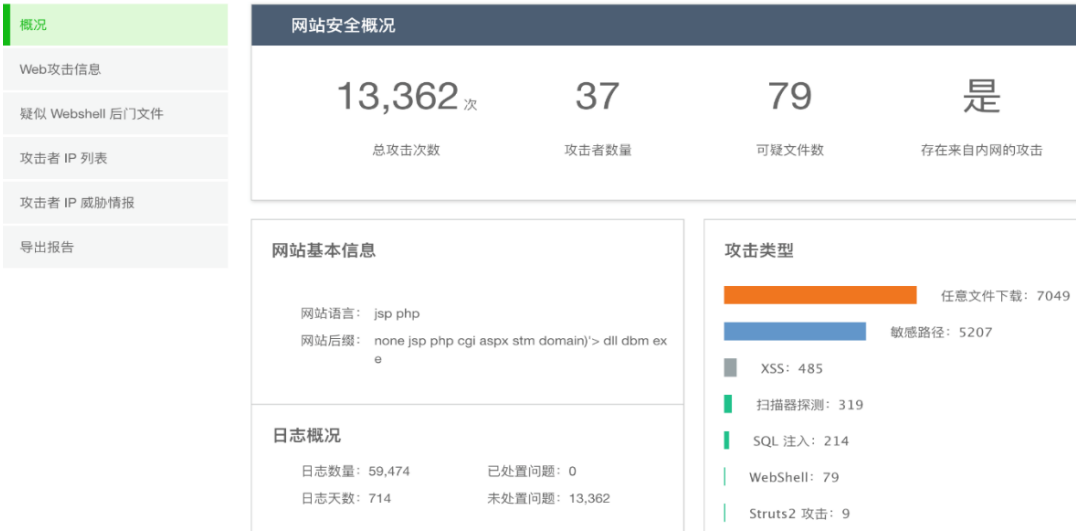 概况
Web攻击信息
疑似 Webshell 后门文件
攻击者 IP 列表
攻击者 IP 威胁情报
导出报告
网站安全概况
13,362 次
37
79
是
总攻击次数
攻击者数量
可疑文件数
存在来自内网的攻击
网站基本信息
网站语言： jsp php
网站后缀： none jsp php cgi aspx stm domain)'> dll dbm ex
e
日志概况
日志数量：59,474
已处置问题：0
日志天数：714
未处置问题：13,362
攻击类型
任意文件下载：7049
敏感路径：5207
XSS：485
扫描器探测：319
SQL 注入：214
WebShell：79
Struts2 攻击：9